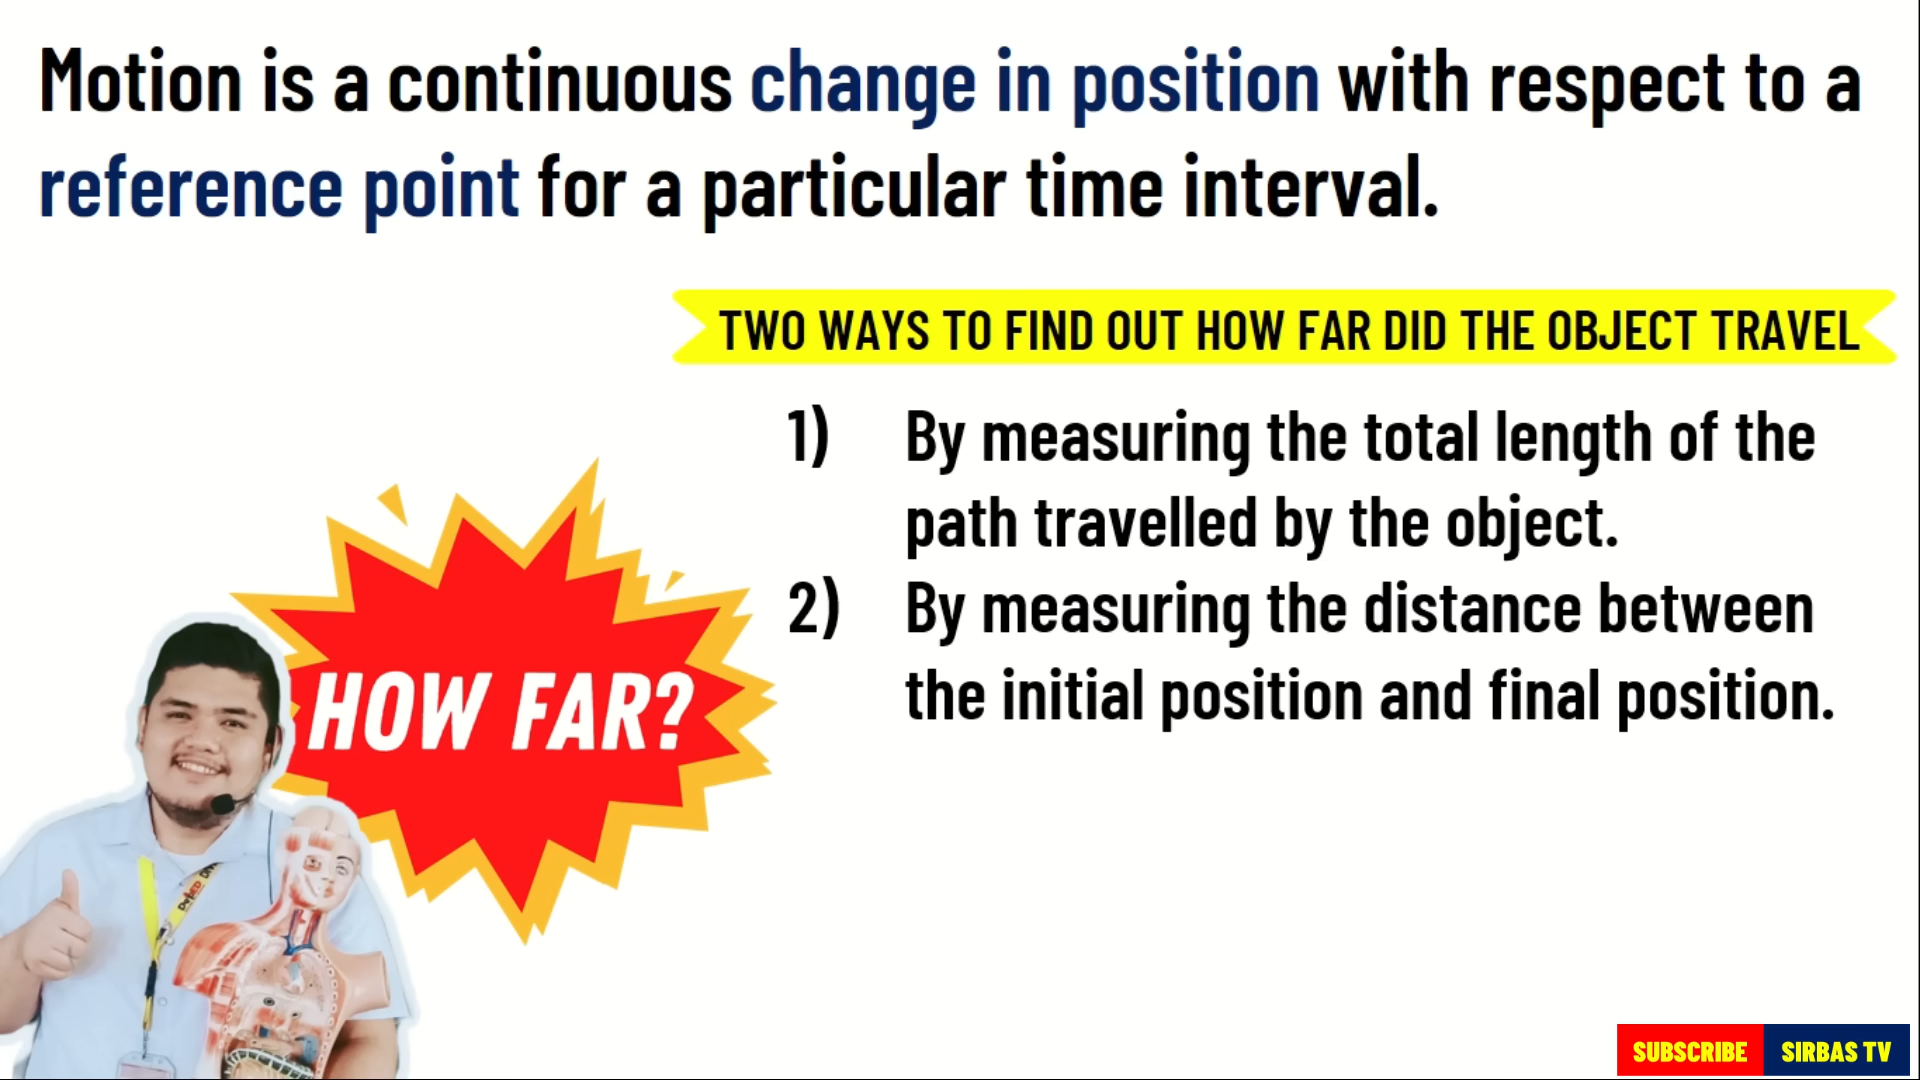 Motion is a continuous change in position with respect to a
reference point for a particular time interval.
TWO WAYS TO FIND OUT HOW FAR DID THE OBJECT TRAVEL
1) By measuring the total length of the
path travelled by the object.
2) By measuring the distance between
the initial position and final position.
HOW FAR?
SUBSCRIBE SIRBAS TV